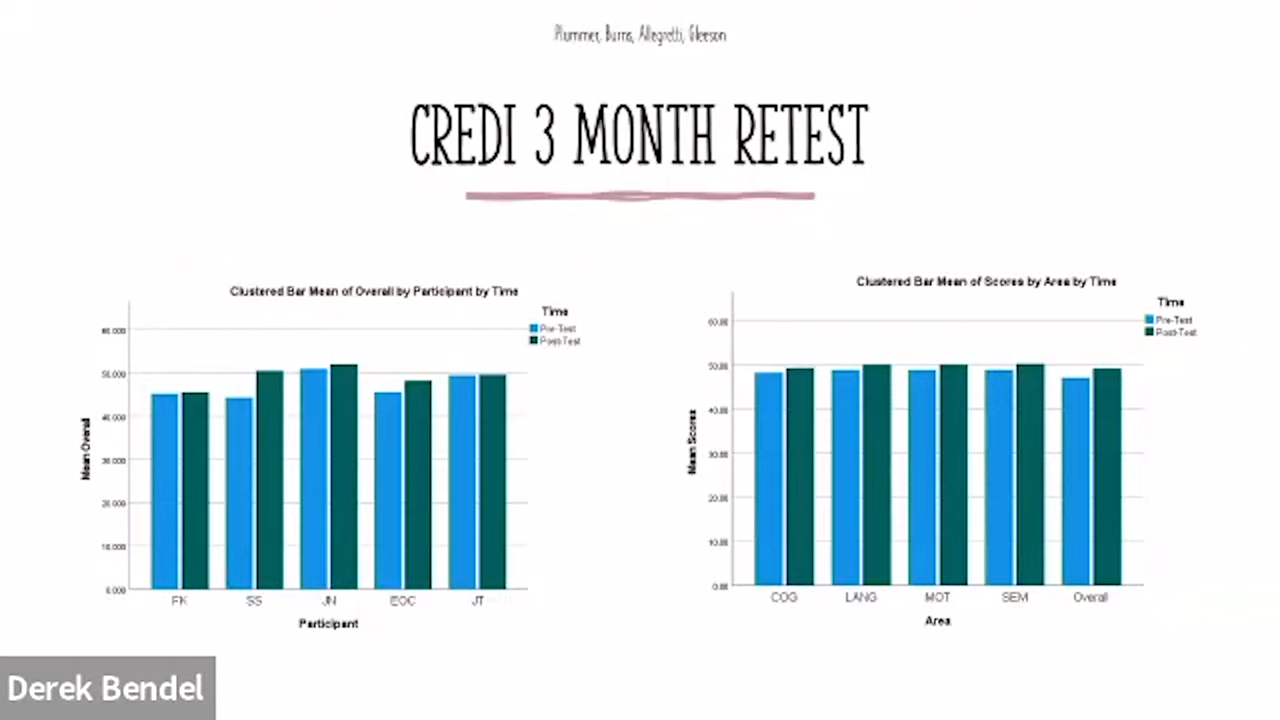 Plummer, Burns, Allegretti, Gleeson
CREDI 3 MONTH RETEST
Clustered Bar Mean of Overall by Participant by Time
Time
Pre-Test
Post-Test
60.000
50.000
40.000
30.000
20.000
10.000
0.000
Mean Overall
FK SS JN EOC JT
Participant
Clustered Bar Mean of Scores by Area by Time
Time
Pre-Test
Post-Test
60.00
50.00
40.00
30.00
20.00
10.00
0.00
Mean Scores
COG LANG MOT SEM Overall
Area
Derek Bendel